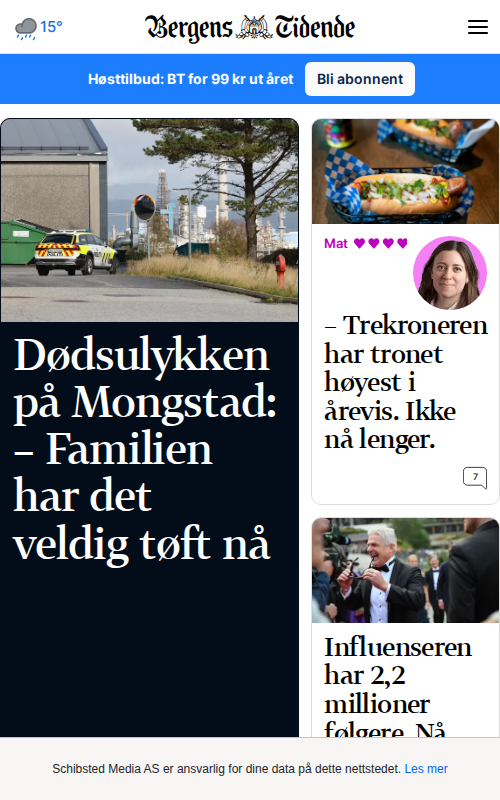 15°
Bergens Tidende
Høsttilbud: BT for 99 kr ut året
Bli abonnent
Dødsulykken
på Mongstad:
– Familien
har det
veldig tøft nå
Mat
– Trekroneren
har tronet
høyest i
årevis. Ikke
nå lenger.
7
Influenseren
har 2,2
millioner
følgere. Nå
Schibsted Media AS er ansvarlig for dine data på dette nettstedet. Les mer